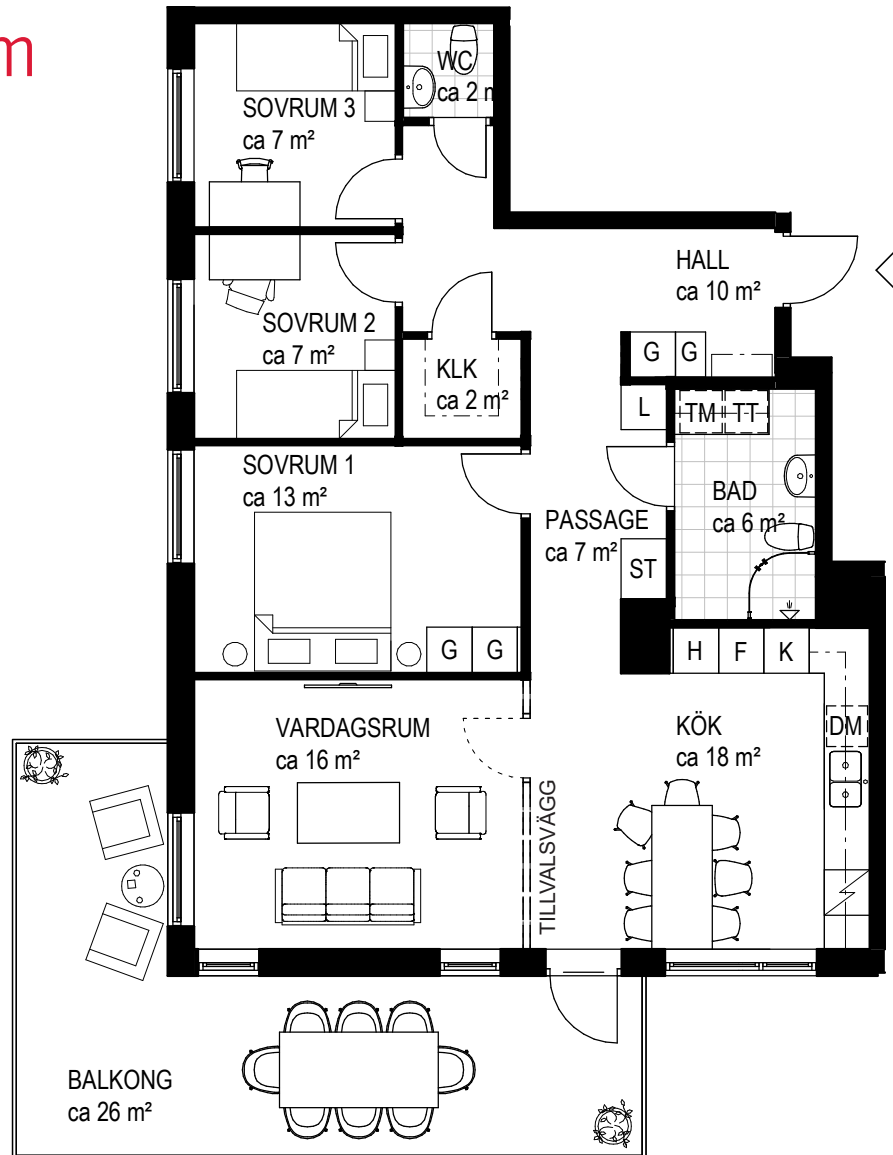 m
WC
ca 2 m
SOVRUM 3
ca 7 m²
HALL
ca 10 m²
SOVRUM 2
ca 7 m²
G G
KLK
ca 2 m²
L
TM TT
SOVRUM 1
ca 13 m²
BAD
ca 6 m²
PASSAGE
ca 7 m²
ST
G G
H F K
VARDAGSRUM
ca 16 m²
KÖK
ca 18 m²
DM
TILLVALSVÄGG
BALKONG
ca 26 m²